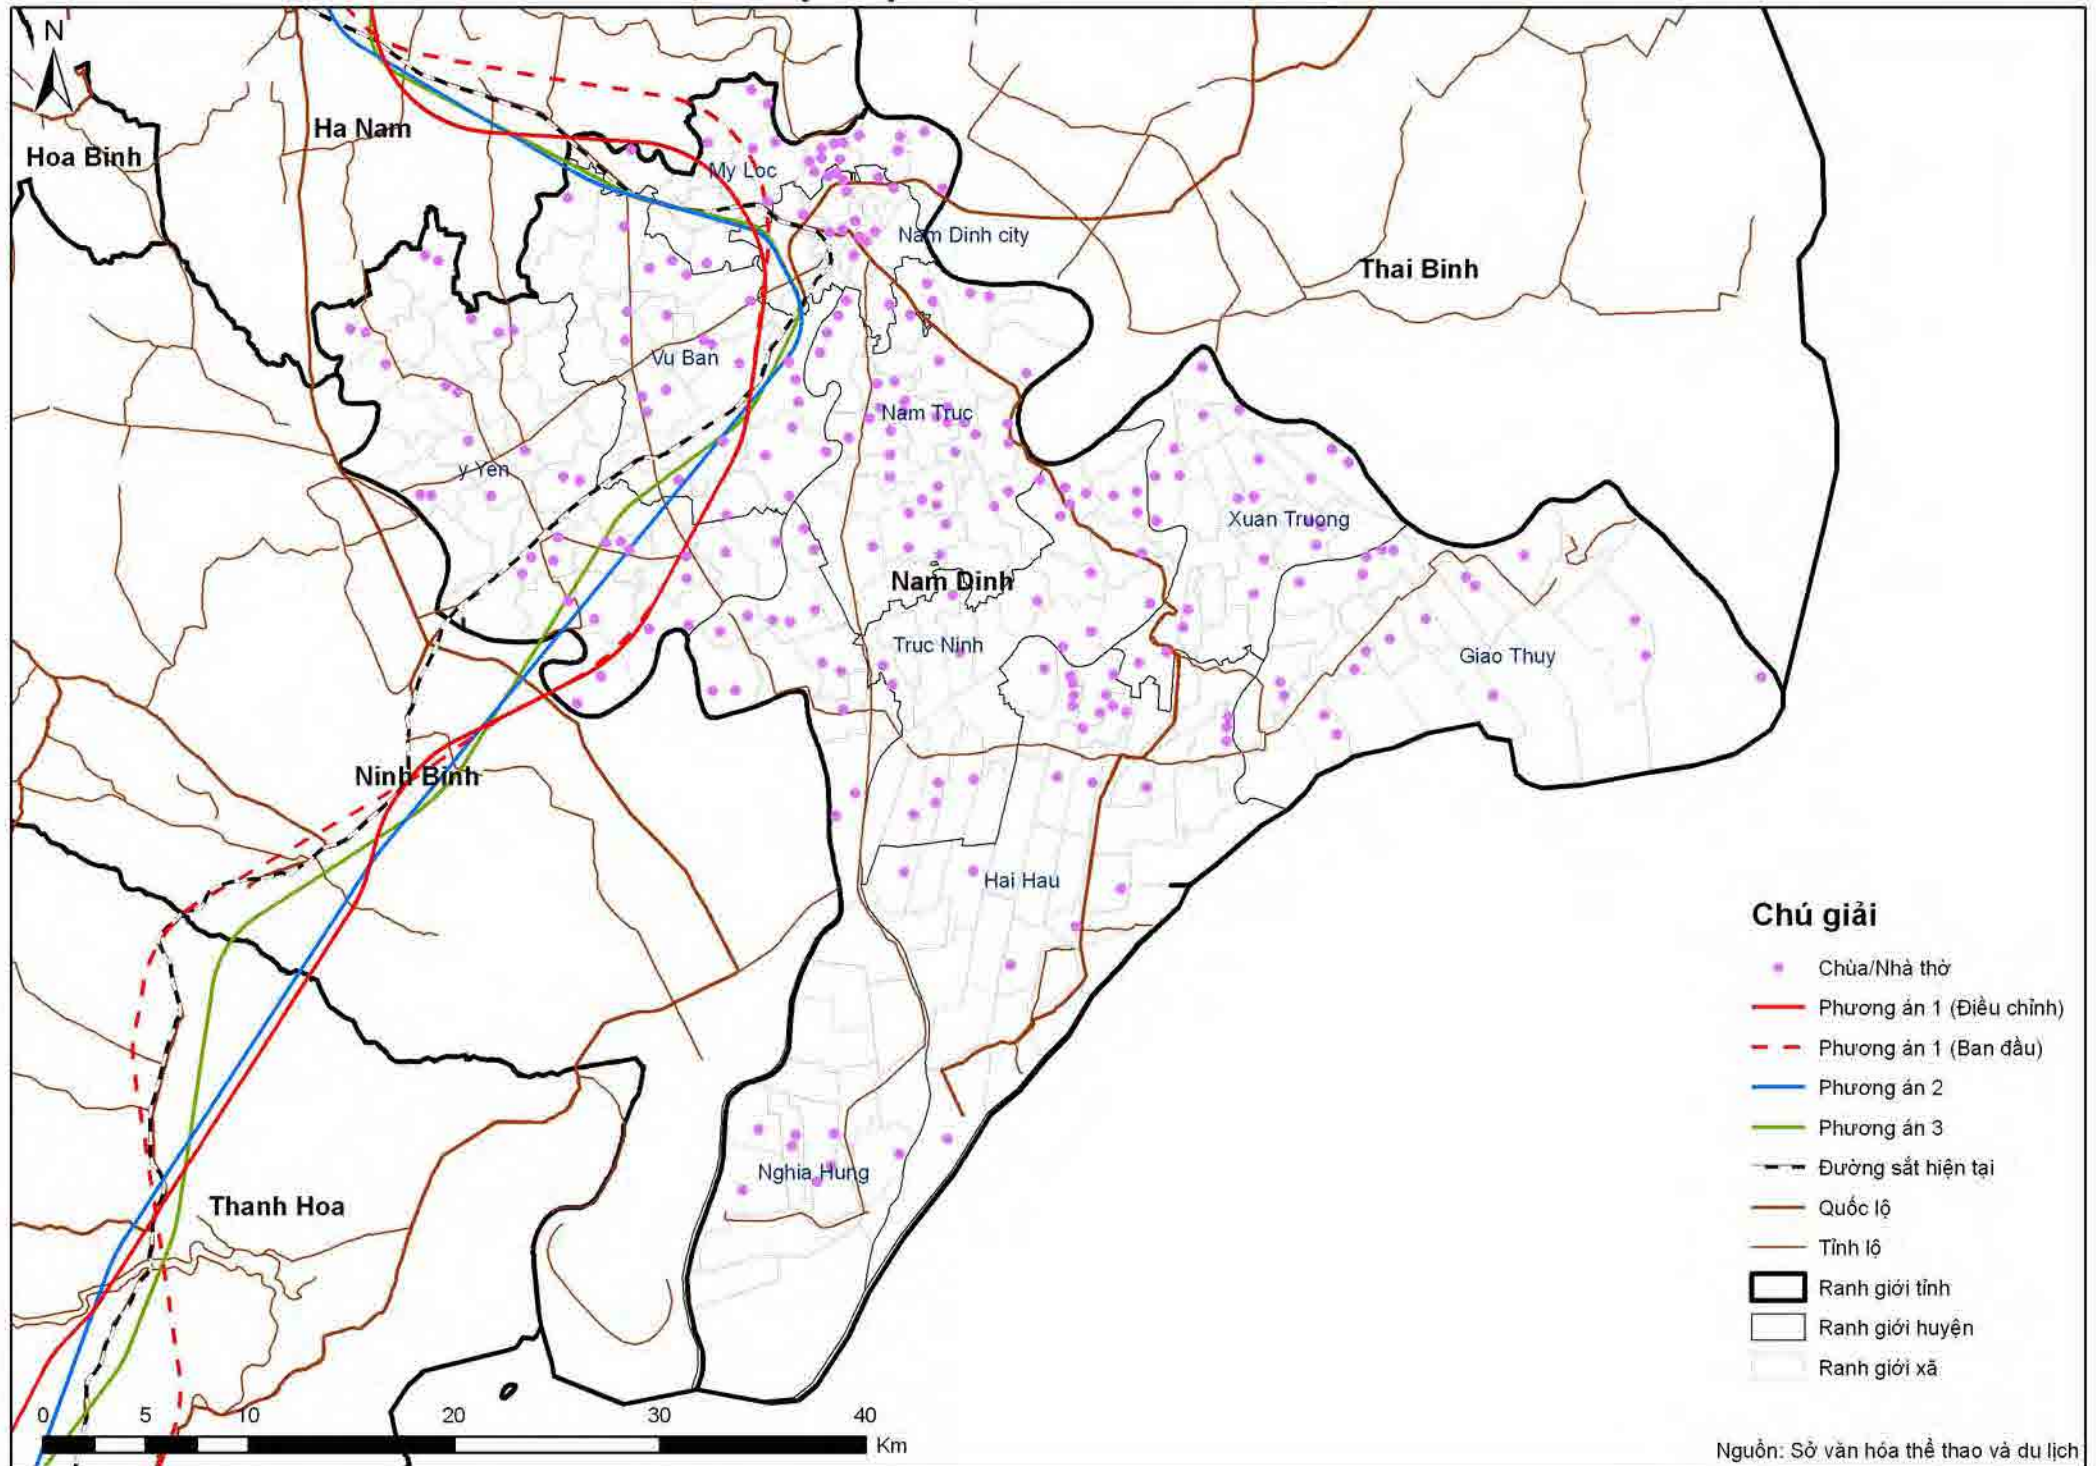 N
Ha Nam
Hoa Binh
My Loc
Nam Dinh city
Thai Binh
Vu Ban
Nam Truc
y Yen
Xuan Truong
Nam Dinh
Truc Ninh
Giao Thuy
Ninh Binh
Hai Hau
Nghia Hung
Thanh Hoa
Chú giải
Chùa/Nhà thờ
Phương án 1 (Điều chỉnh)
Phương án 1 (Ban đầu)
Phương án 2
Phương án 3
Đường sắt hiện tại
Quốc lộ
Tỉnh lộ
Ranh giới tỉnh
Ranh giới huyện
Ranh giới xã
0 5 10 20 30 40
Km
Nguồn: Sở văn hóa thể thao và du lịch